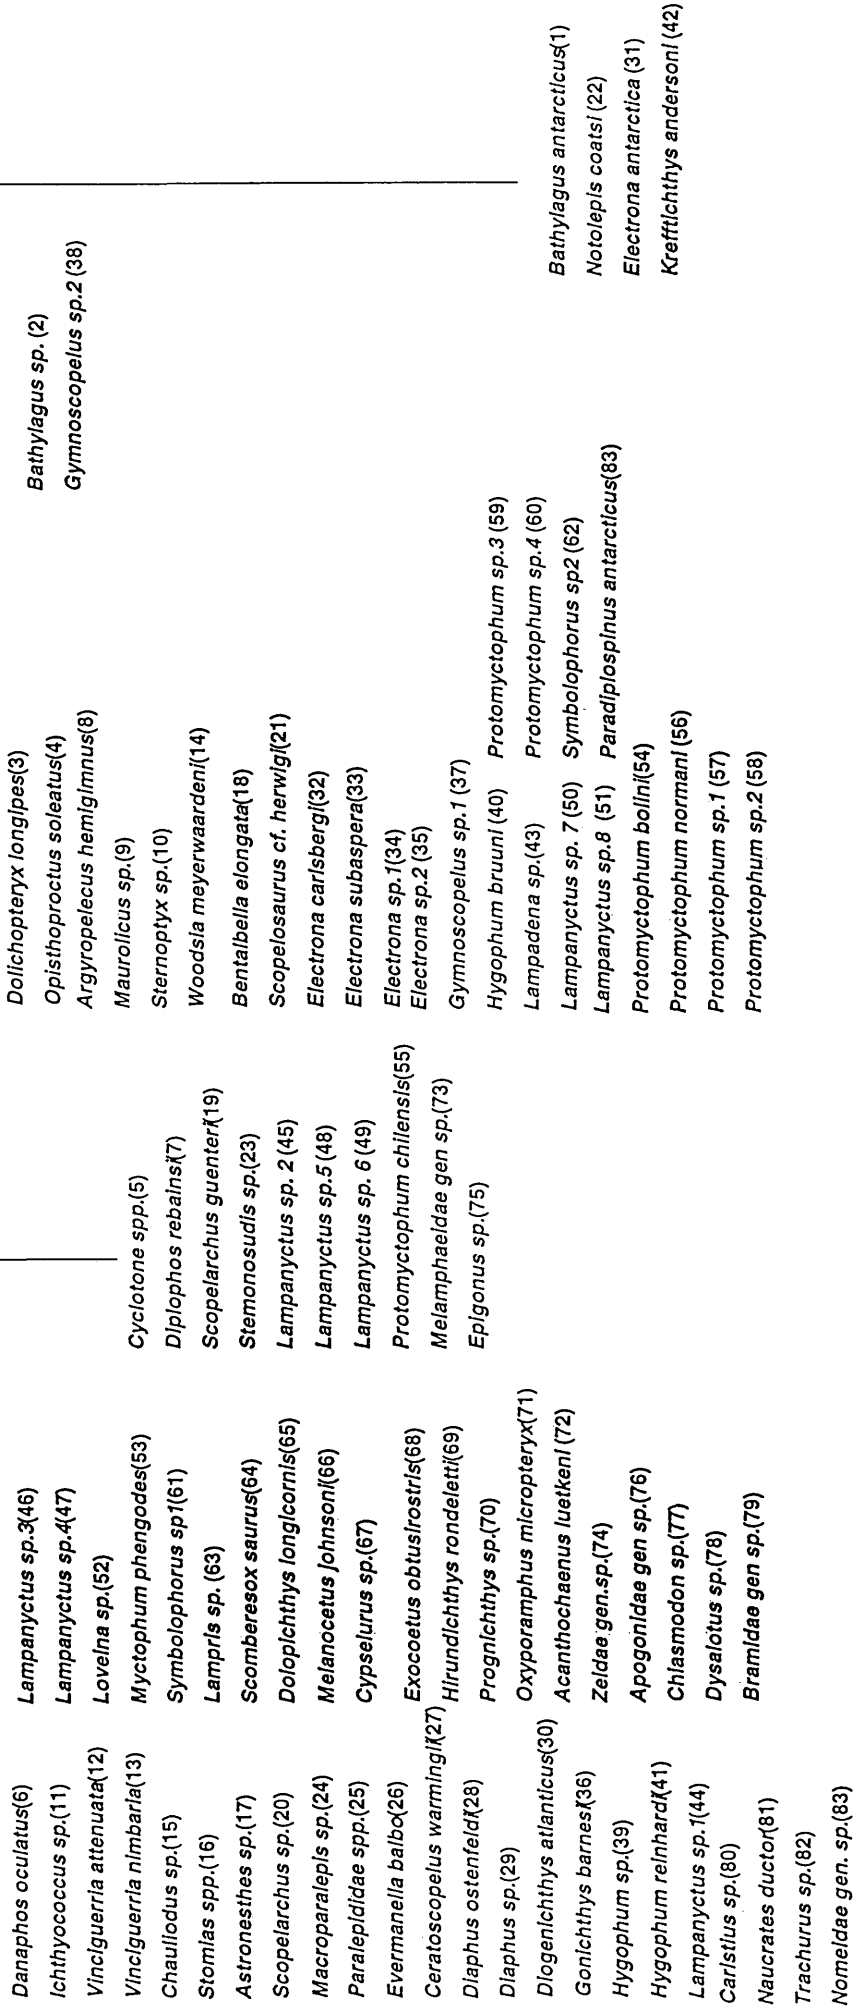 Danaphos oculatus(6)
Ichthyococcus sp.(11)
Vinciguerria attenuata(12)
Vinciguerria nimbaria(13)
Chauliodus sp.(15)
Stomias spp.(16)
Astronesthes sp.(17)
Scopelarchus sp.(20)
Macroparalepis sp.(24)
Paralepididae spp.(25)
Evermanella balbo(26)
Ceratoscopelus warmingii(27)
Diaphus ostenfeldi(28)
Diaphus sp.(29)
Diogenichthys atlanticus(30)
Gonichthys barnesi(36)
Hygophum sp.(39)
Hygophum reinhardi(41)
Lampanyctus sp.1(44)
Caristius sp.(80)
Naucrates ductor(81)
Trachurus sp.(82)
Nomeidae gen. sp.(83)
Lampanyctus sp.3(46)
Lampanyctus sp.4(47)
Loveina sp.(52)
Myctophum phengodes(53)
Symbolophorus sp1(61)
Lampris sp. (63)
Scomberesox saurus(64)
Dolopichthys longicornis(65)
Melanocetus johnsoni(66)
Cypselurus sp.(67)
Exocoetus obtusirostris(68)
Hirundichthys rondeletti(69)
Prognichthys sp.(70)
Oxyporamphus micropteryx(71)
Acanthochaenus luetkeni (72)
Zeidae gen.sp.(74)
Apogonidae gen sp.(76)
Chiasmodon sp.(77)
Dysalotus sp.(78)
Bramidae gen sp.(79)
Cyclotone spp.(5)
Diplophos rebainsi(7)
Scopelarchus guenteri(19)
Stemonosudis sp.(23)
Lampanyctus sp. 2 (45)
Lampanyctus sp.5 (48)
Lampanyctus sp. 6 (49)
Protomyctophum chilensis(55)
Melamphaeidae gen sp.(73)
Epigonus sp.(75)
Dolichopteryx longipes(3)
Opisthoproctus soleatus(4)
Argyropelecus hemigimnus(8)
Maurolicus sp.(9)
Sternoptyx sp.(10)
Woodsia meyerwaardeni(14)
Bentalbella elongata(18)
Scopelosaurus cf. herwigi(21)
Electrona carlsbergi(32)
Electrona subaspera(33)
Electrona sp.1(34)
Electrona sp.2 (35)
Gymnoscopelus sp.1 (37)
Hygophum bruuni (40)
Lampadena sp.(43)
Lampanyctus sp. 7 (50)
Lampanyctus sp.8 (51)
Protomyctophum bolini(54)
Protomyctophum normani (56)
Protomyctophum sp.1 (57)
Protomyctophum sp.2 (58)
Protomyctophum sp.3 (59)
Protomyctophum sp.4 (60)
Symbolophorus sp2 (62)
Paradiplospinus antarcticus(83)
Bathylagus sp. (2)
Gymnoscopelus sp.2 (38)
Bathylagus antarcticus(1)
Notolepis coatsi (22)
Electrona antarctica (31)
Krefftichthys andersoni (42)